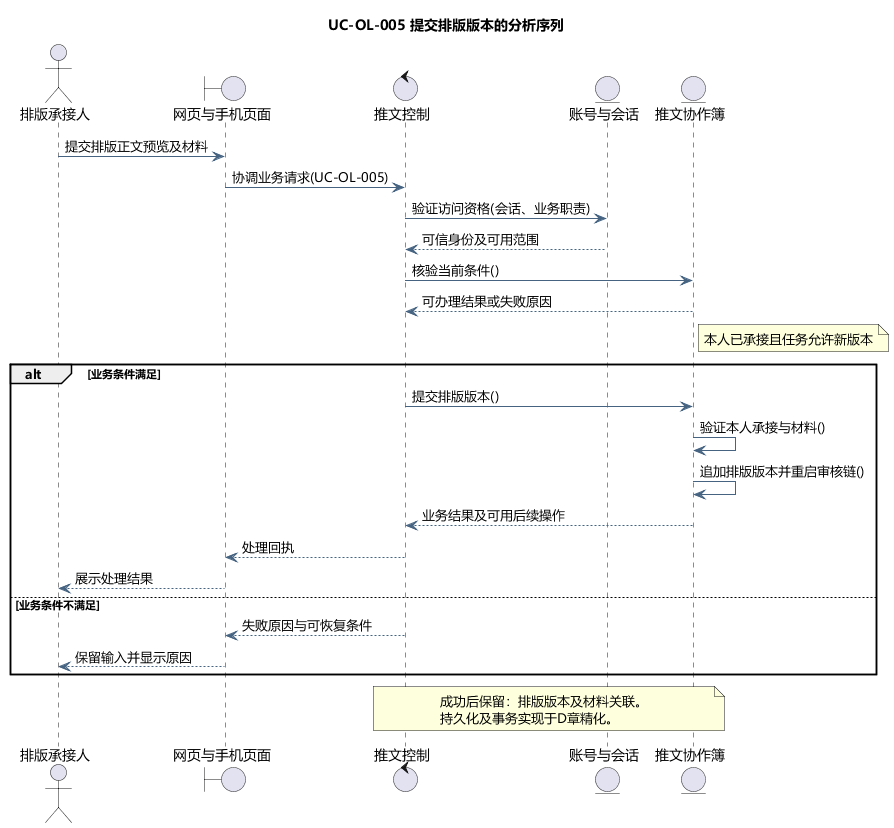 UC-OL-005 提交排版版本的分析序列
排版承接人
网页与手机页面
推文控制
账号与会话
推文协作簿
提交排版正文预览及材料
协调业务请求(UC-OL-005)
验证访问资格(会话、业务职责)
可信身份及可用范围
核验当前条件()
可办理结果或失败原因
本人已承接且任务允许新版本
alt
[业务条件满足]
提交排版版本()
验证本人承接与材料()
追加排版版本并重启审核链()
业务结果及可用后续操作
处理回执
展示处理结果
[业务条件不满足]
失败原因与可恢复条件
保留输入并显示原因
成功后保留：排版版本及材料关联。
持久化及事务实现于D章精化。
排版承接人
网页与手机页面
推文控制
账号与会话
推文协作簿